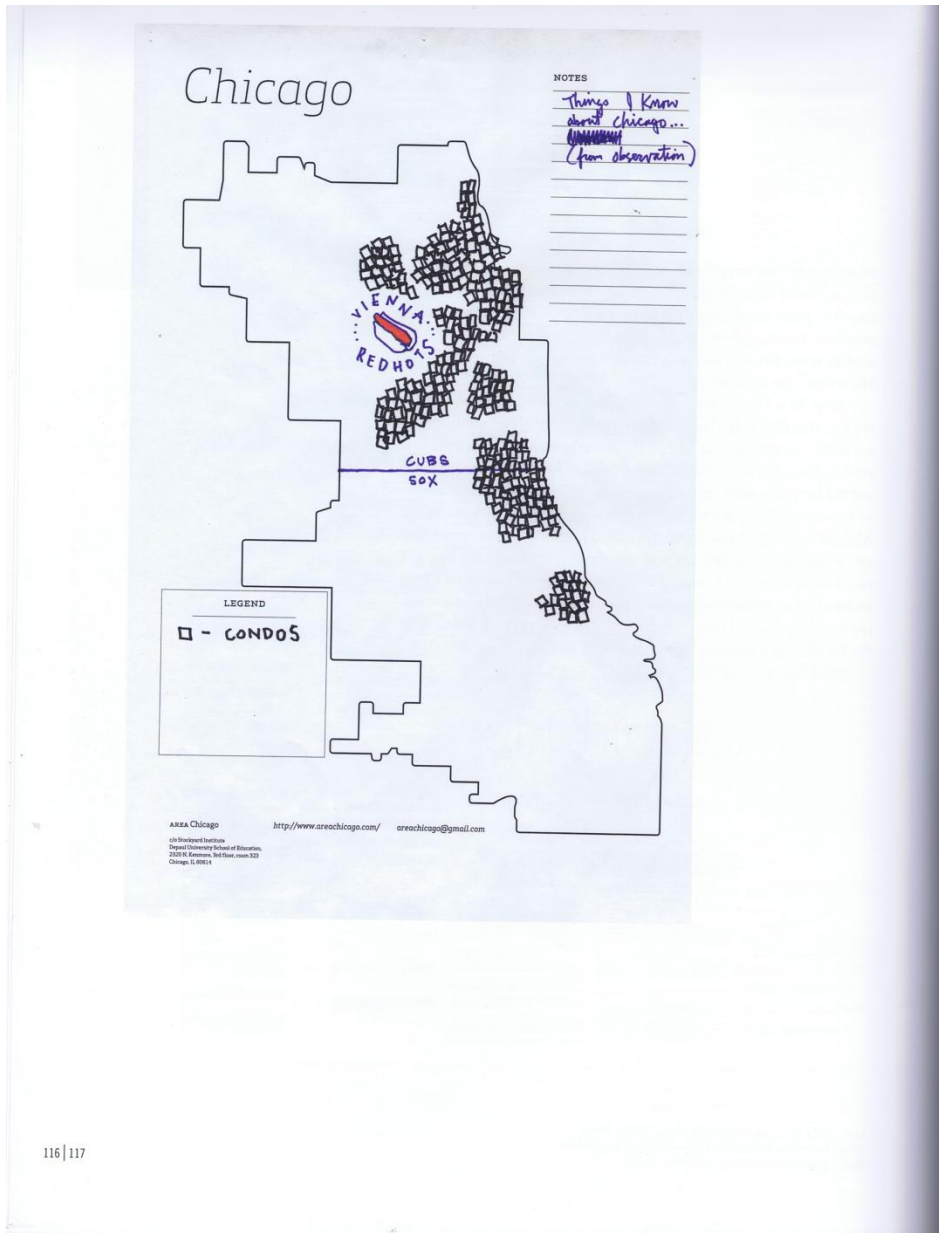 Chicago
NOTES
Things I Know
about chicago...
(from observation)
VIENNA
REDHOTS
CUBS
SOX
LEGEND
- CONDOS
AREA Chicago
http://www.areachicago.com/
areachicago@gmail.com
c/o Stockyard Institute
Depaul University School of Education,
2320 N. Kenmore, 3rd floor, room 323
Chicago, IL 60614
116|117